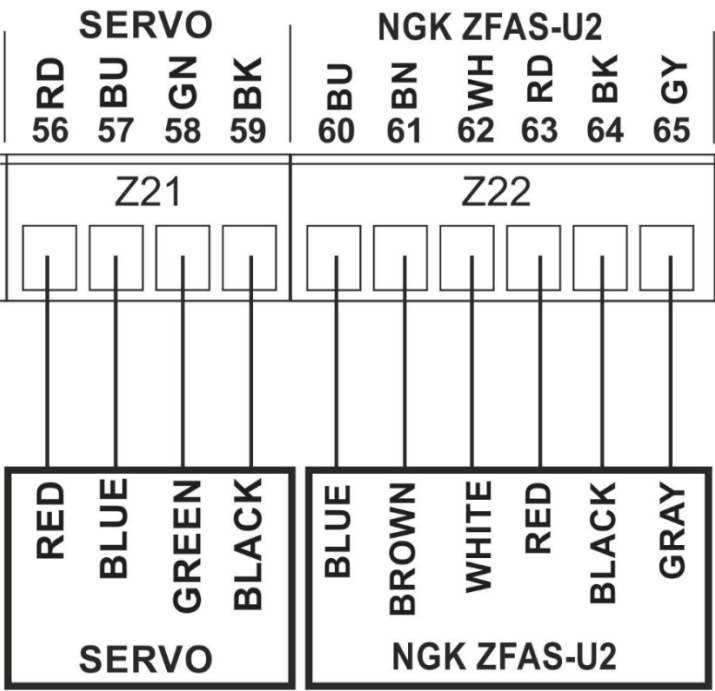 SERVO NGK ZFAS-U2
RD BU GN BK BU BN WH RD BK GY
56 57 58 59 60 61 62 63 64 65
Z21 Z22
RED BLUE GREEN BLACK BLUE BROWN WHITE RED BLACK GRAY
SERVO NGK ZFAS-U2